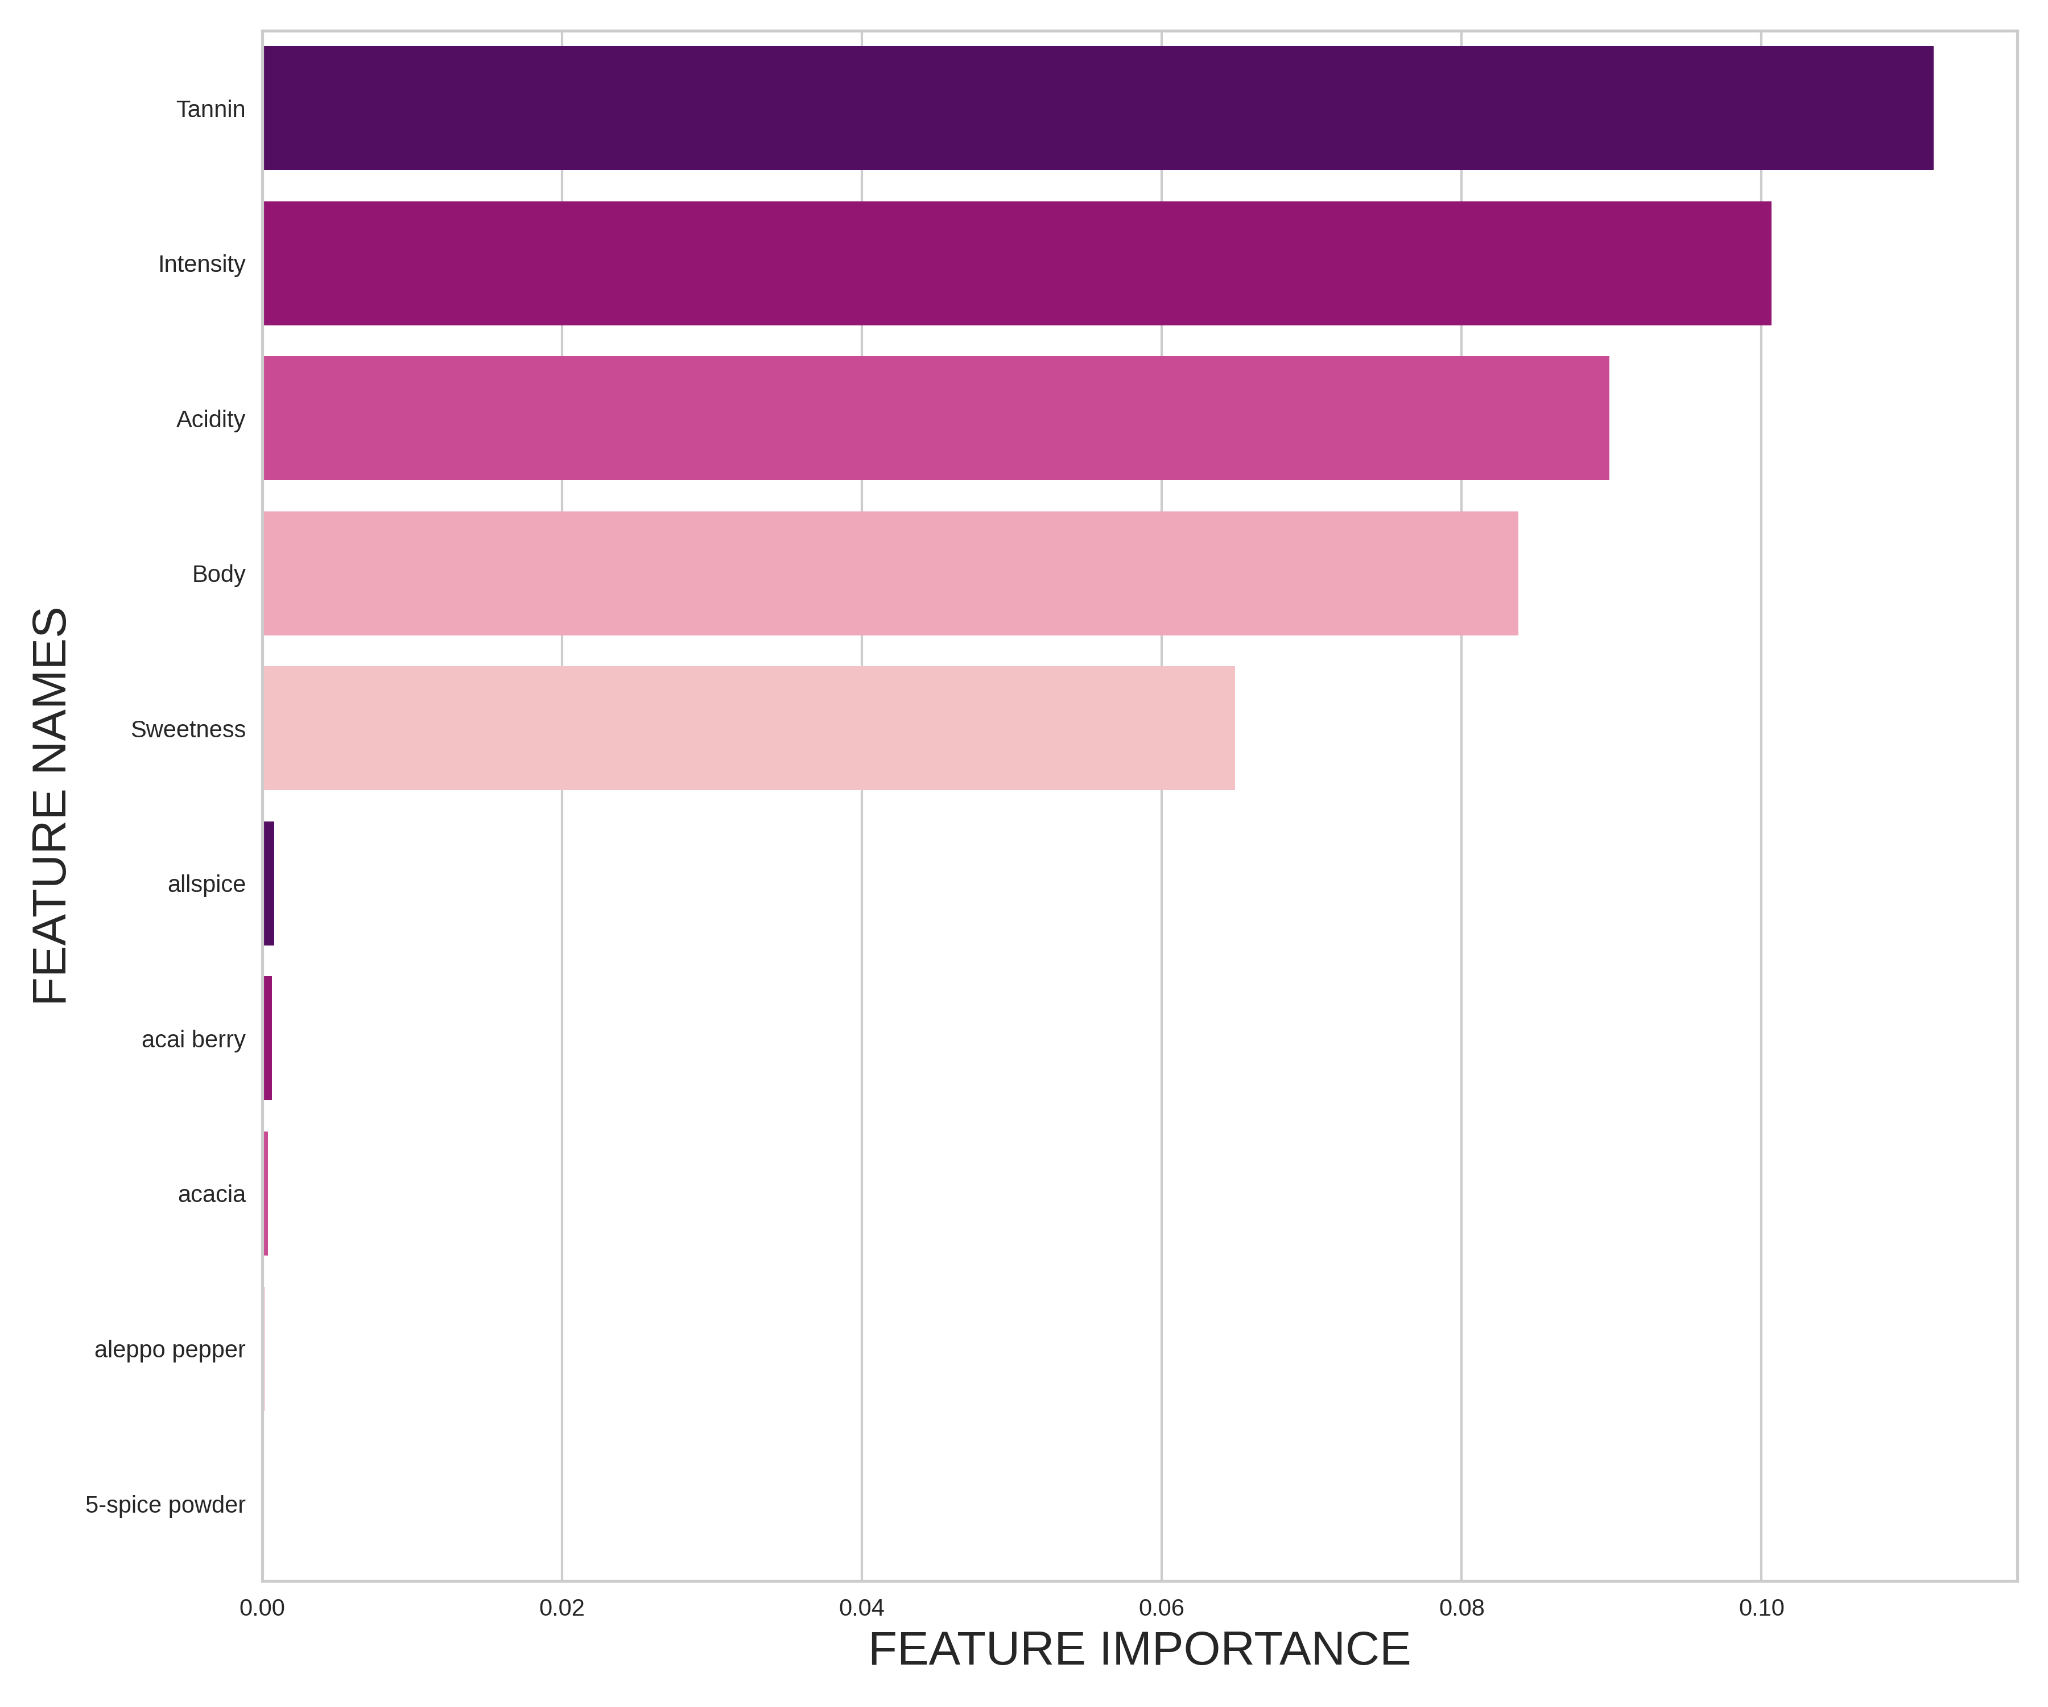 FEATURE NAMES
Tannin
Intensity
Acidity
Body
Sweetness
allspice
acai berry
acacia
aleppo pepper
5-spice powder
0.00 0.02 0.04 0.06 0.08 0.10
FEATURE IMPORTANCE